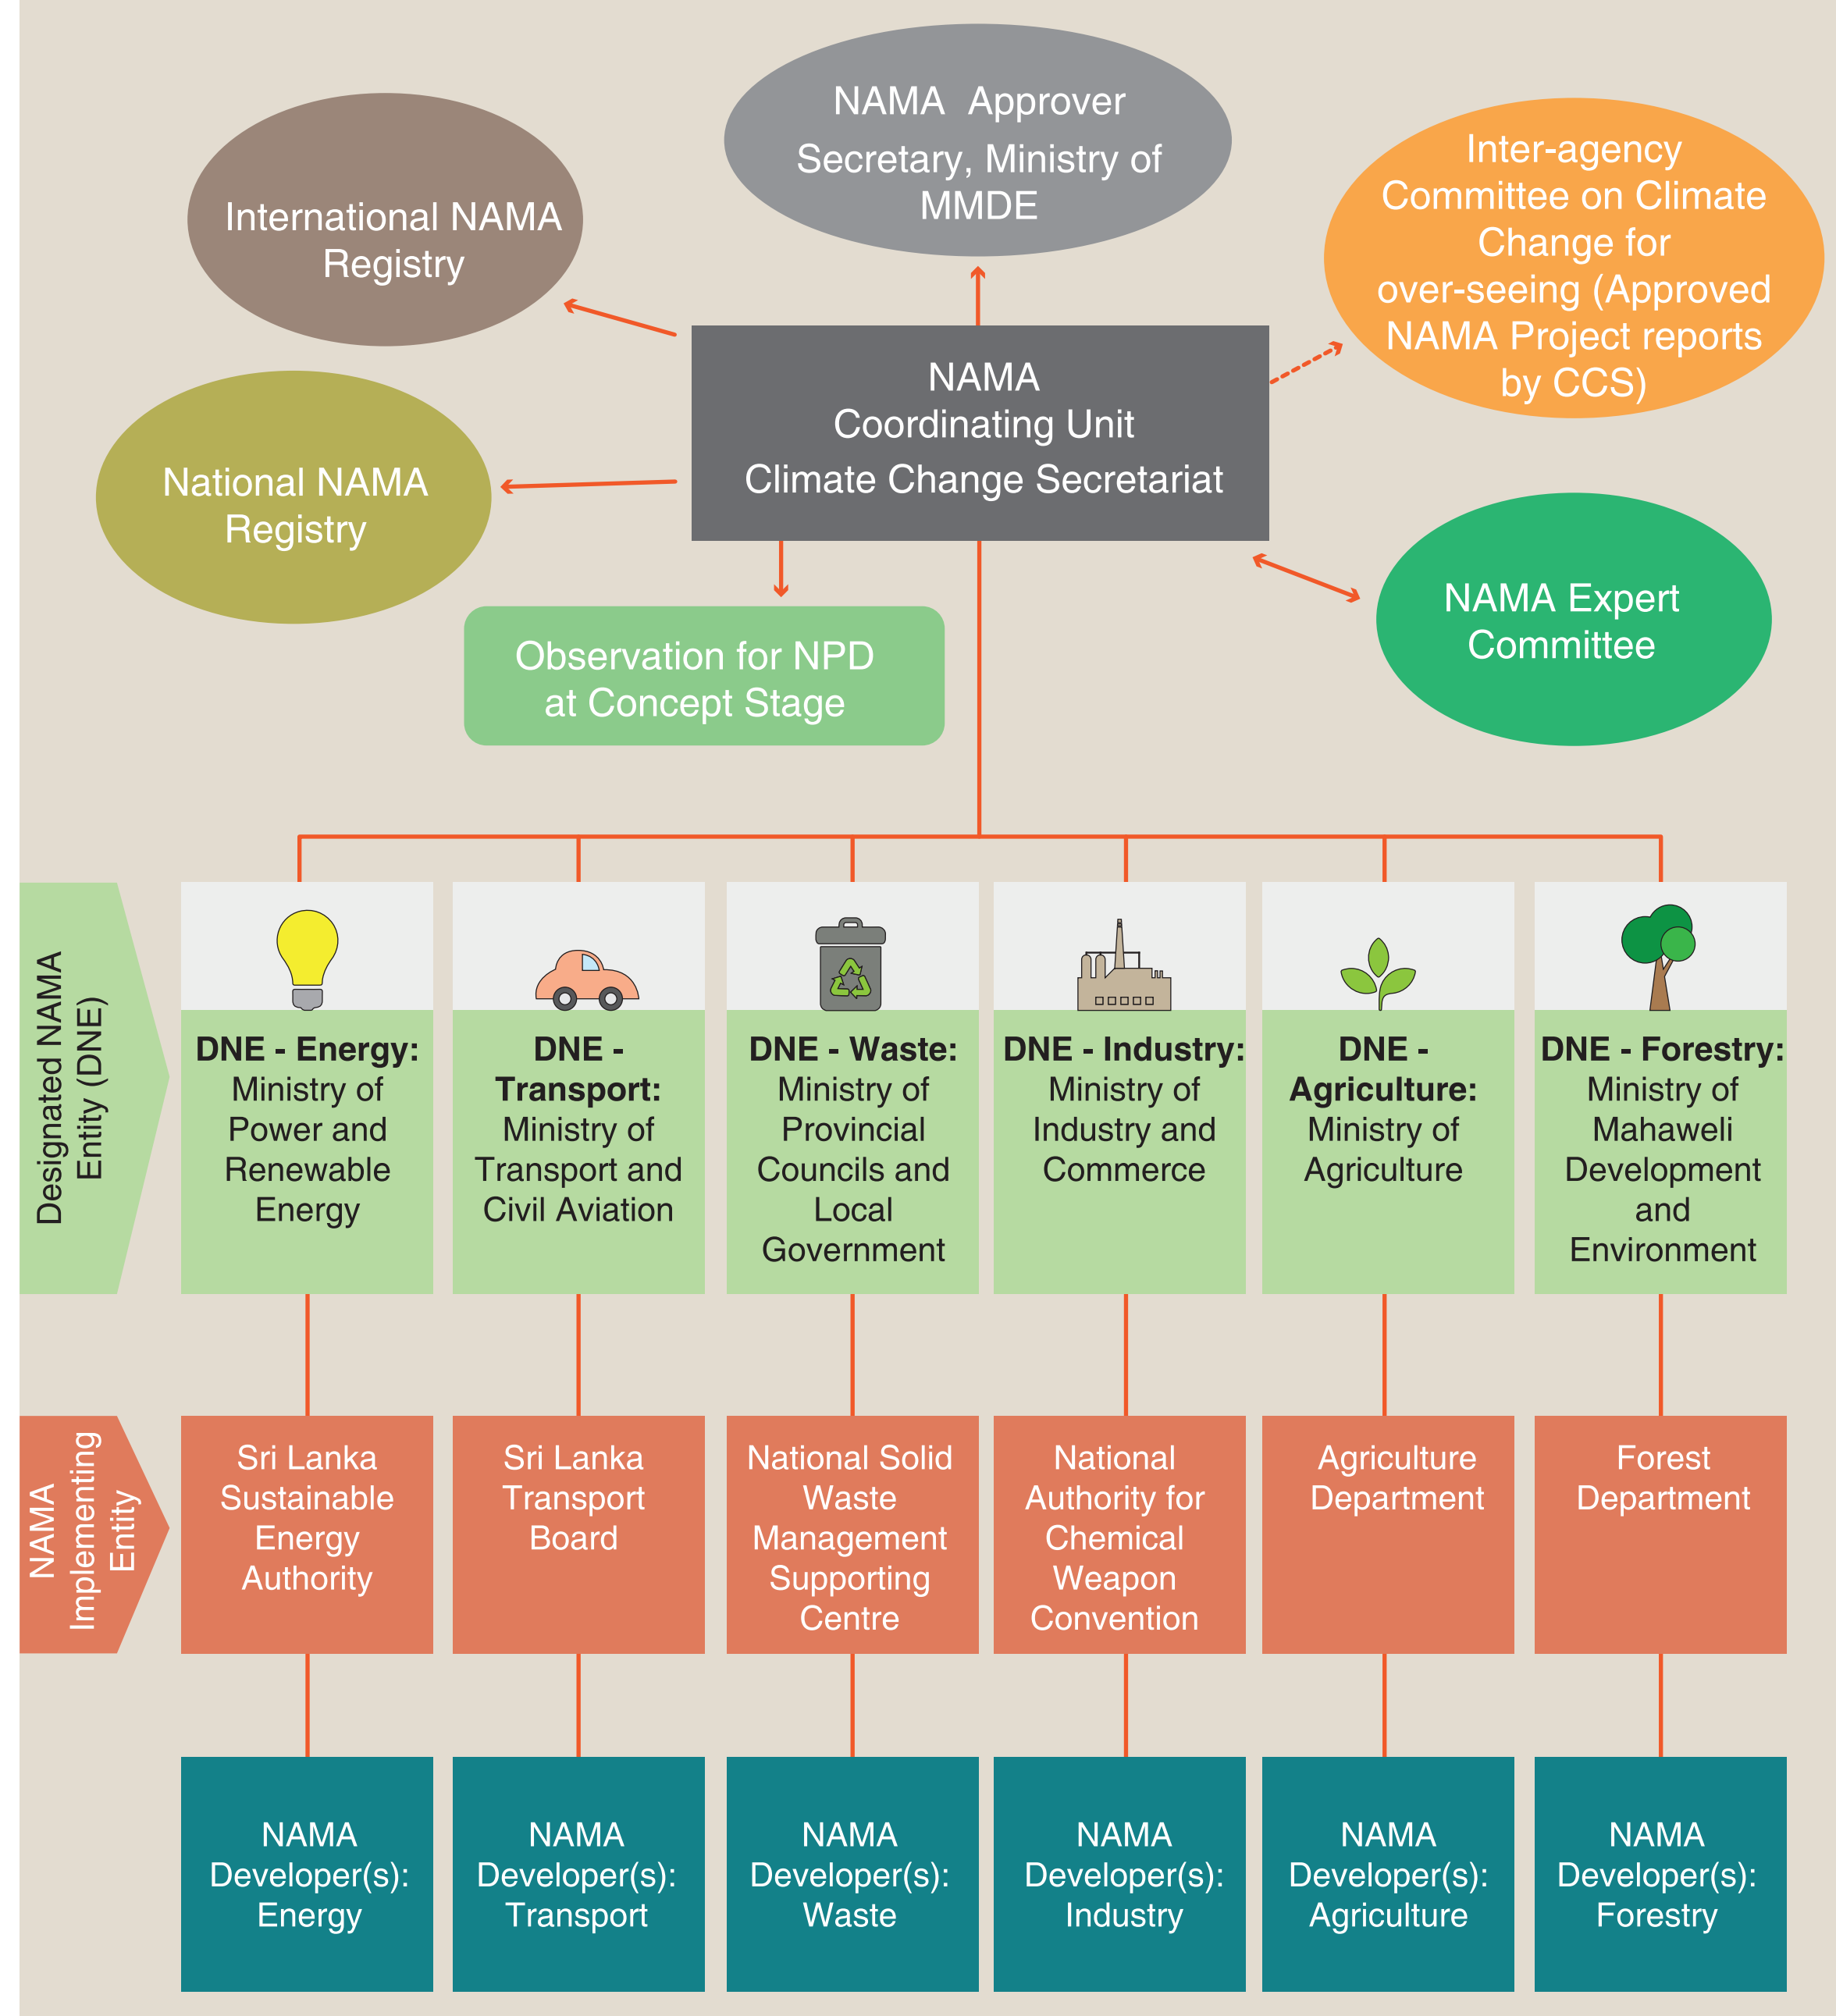 NAMA Approver
Secretary, Ministry of
MMDE
International NAMA
Registry
Inter-agency
Committee on Climate
Change for
over-seeing (Approved
NAMA Project reports
by CCS)
NAMA
Coordinating Unit
Climate Change Secretariat
National NAMA
Registry
NAMA Expert
Committee
Observation for NPD
at Concept Stage
Designated NAMA
Entity (DNE)
DNE - Energy:
Ministry of
Power and
Renewable
Energy
DNE -
Transport:
Ministry of
Transport and
Civil Aviation
DNE - Waste:
Ministry of
Provincial
Councils and
Local
Government
DNE - Industry:
Ministry of
Industry and
Commerce
DNE -
Agriculture:
Ministry of
Agriculture
DNE - Forestry:
Ministry of
Mahaweli
Development
and
Environment
NAMA
Implementing
Entity
Sri Lanka
Sustainable
Energy
Authority
Sri Lanka
Transport
Board
National Solid
Waste
Management
Supporting
Centre
National
Authority for
Chemical
Weapon
Convention
Agriculture
Department
Forest
Department
NAMA
Developer(s):
Energy
NAMA
Developer(s):
Transport
NAMA
Developer(s):
Waste
NAMA
Developer(s):
Industry
NAMA
Developer(s):
Agriculture
NAMA
Developer(s):
Forestry